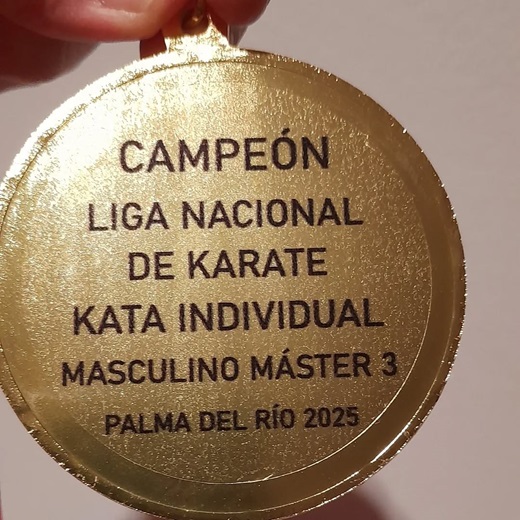 CAMPEÓN
LIGA NACIONAL
DE KARATE
KATA INDIVIDUAL
MASCULINO MÁSTER 3
PALMA DEL RÍO 2025